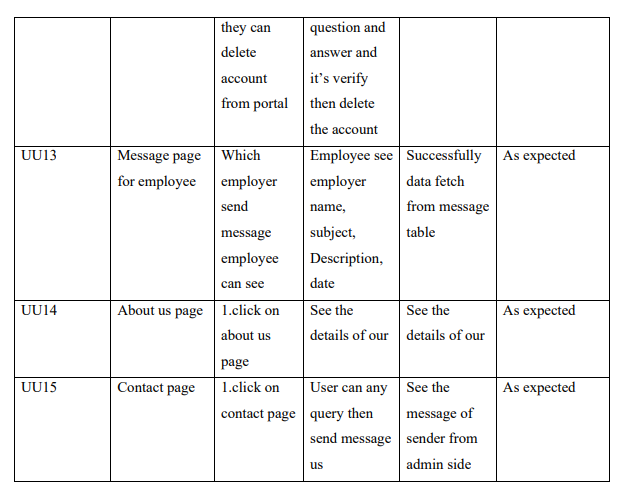 they can
delete
account
from portal
question and
answer and
it's verify
then delete
the account
UU13
Message page
for employee
Which
employer
send
message
employee
can see
Employee see
employer
name,
subject,
Description,
date
Successfully
data fetch
from message
table
As expected
UU14
About us page
1.click on
about us
page
See the
details of our
See the
details of our
As expected
UU15
Contact page
1.click on
contact page
User can any
query then
send message
us
See the
message of
sender from
admin side
As expected